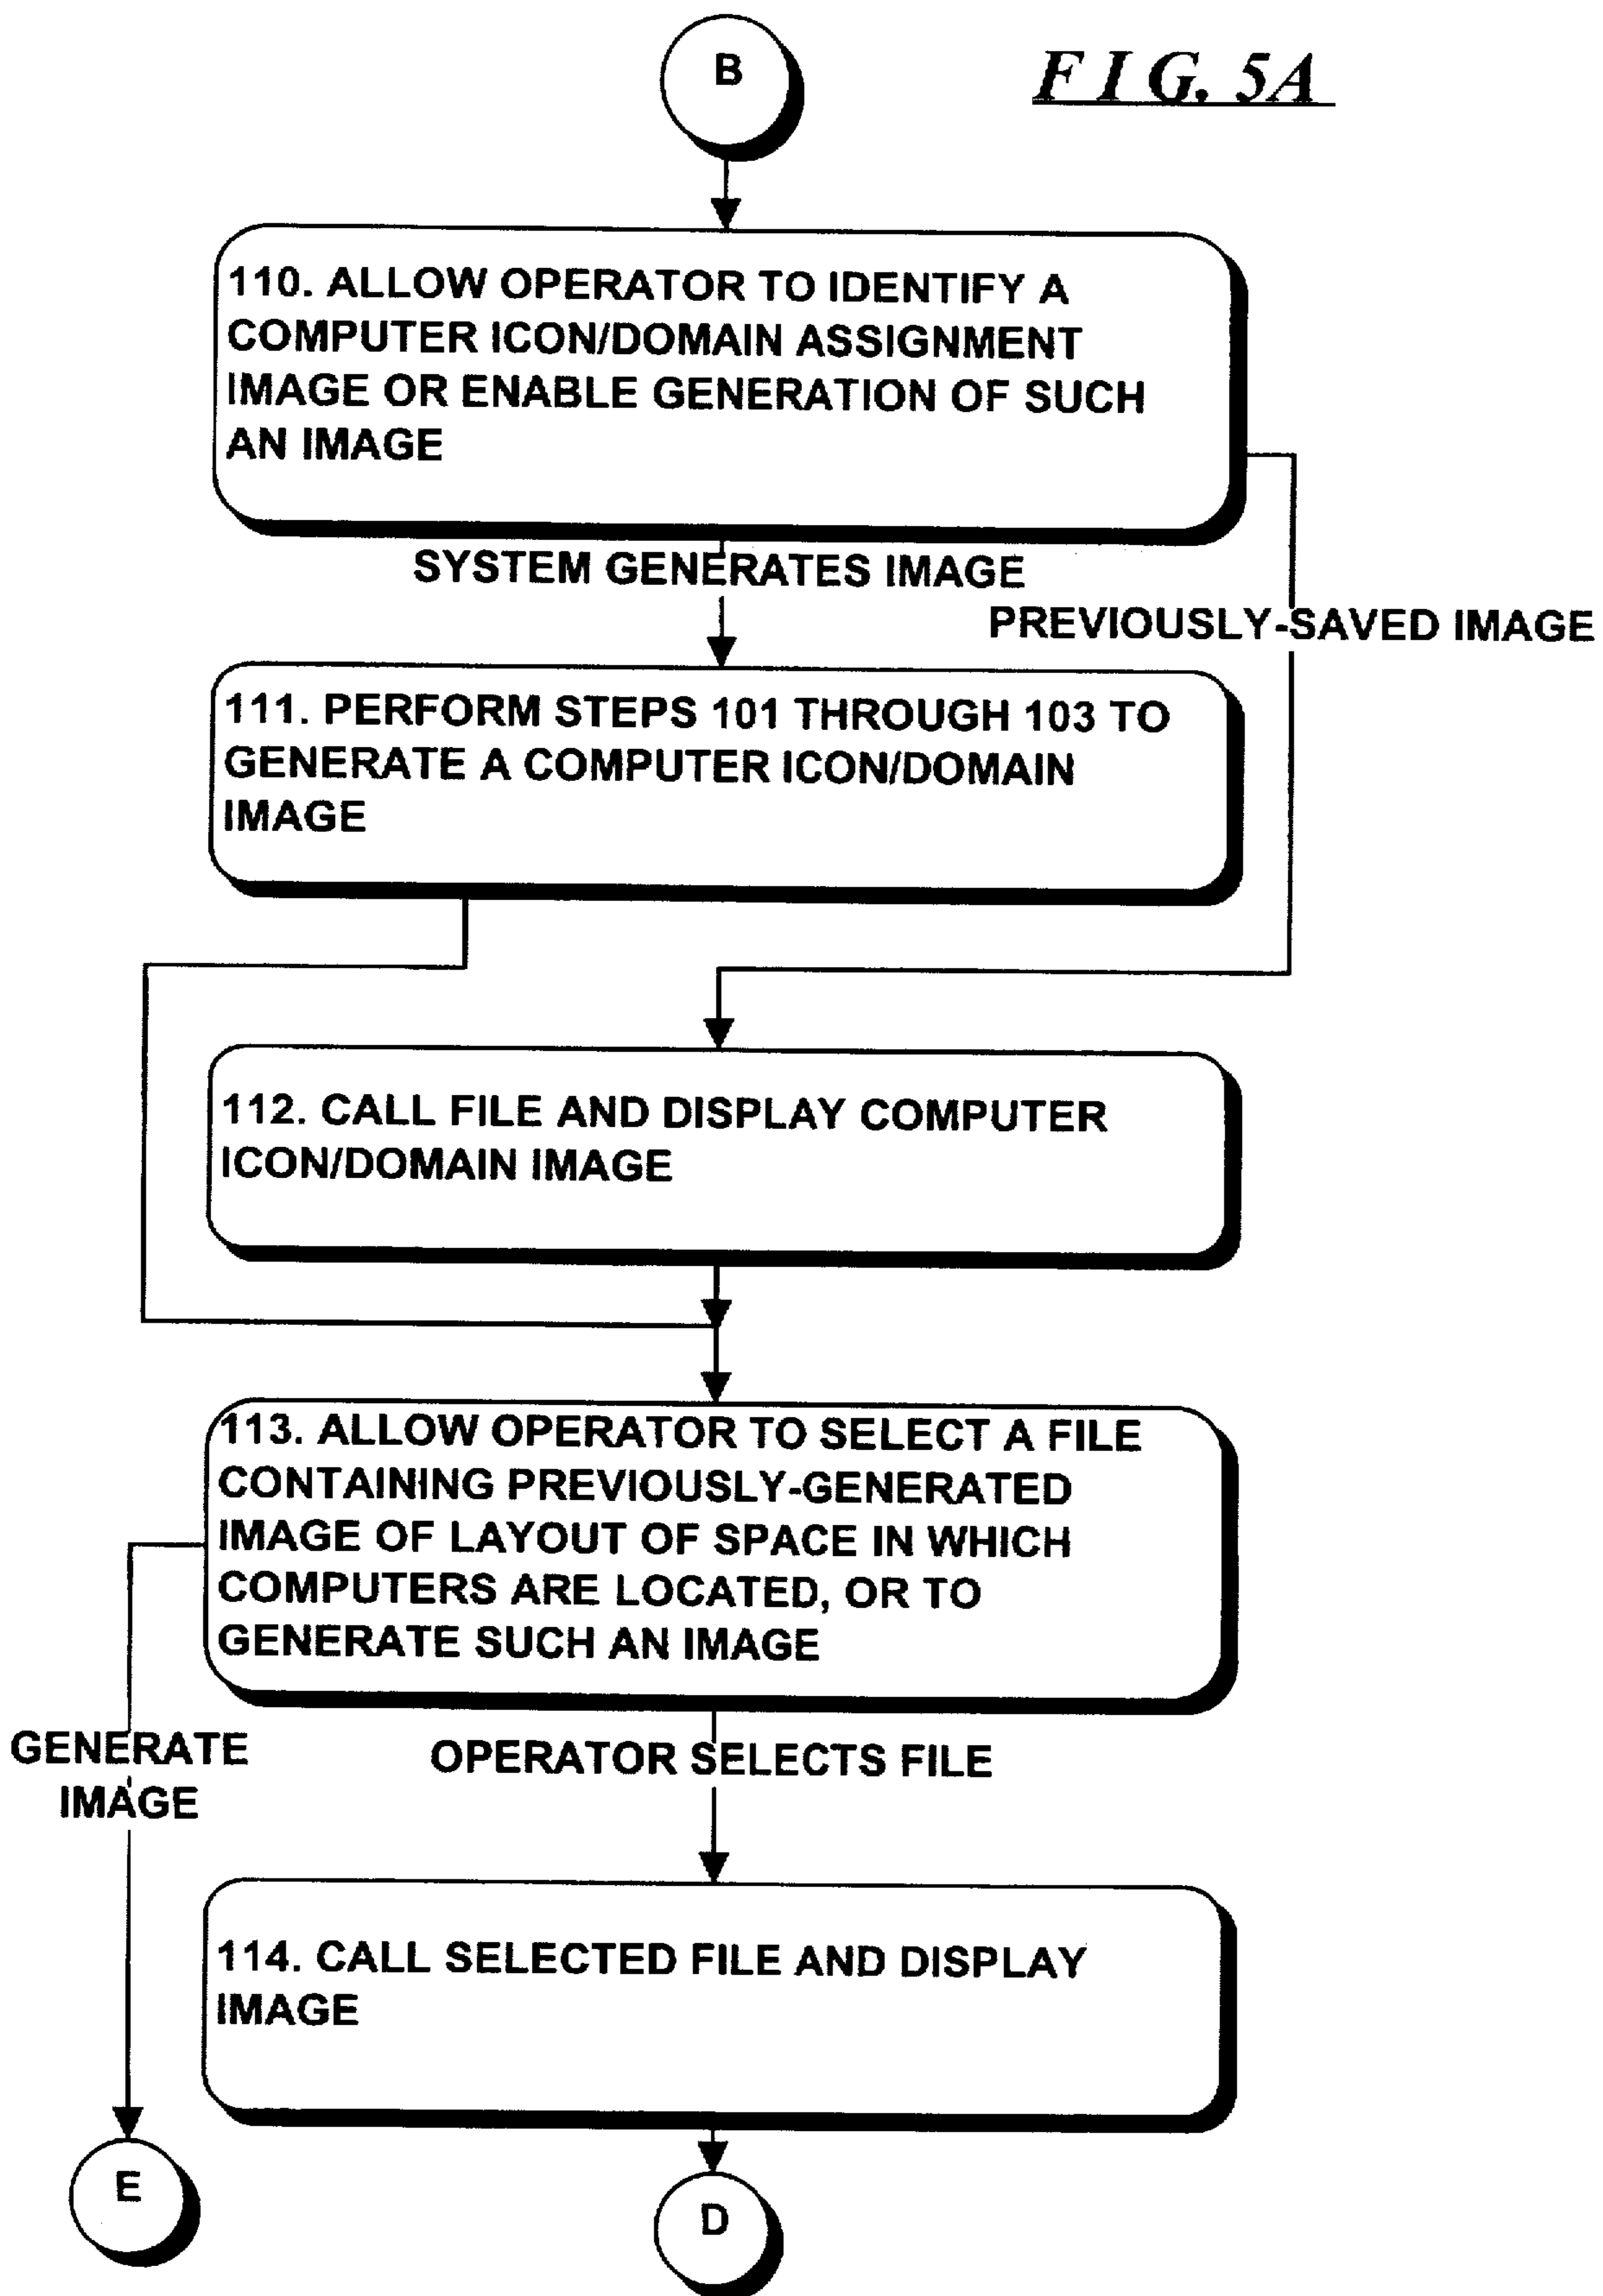 B
FIG. 5A
110. ALLOW OPERATOR TO IDENTIFY A
COMPUTER ICON/DOMAIN ASSIGNMENT
IMAGE OR ENABLE GENERATION OF SUCH
AN IMAGE
SYSTEM GENERATES IMAGE
PREVIOUSLY-SAVED IMAGE
111. PERFORM STEPS 101 THROUGH 103 TO
GENERATE A COMPUTER ICON/DOMAIN
IMAGE
112. CALL FILE AND DISPLAY COMPUTER
ICON/DOMAIN IMAGE
113. ALLOW OPERATOR TO SELECT A FILE
CONTAINING PREVIOUSLY-GENERATED
IMAGE OF LAYOUT OF SPACE IN WHICH
COMPUTERS ARE LOCATED, OR TO
GENERATE SUCH AN IMAGE
GENERATE
IMAGE
OPERATOR SELECTS FILE
114. CALL SELECTED FILE AND DISPLAY
IMAGE
E
D